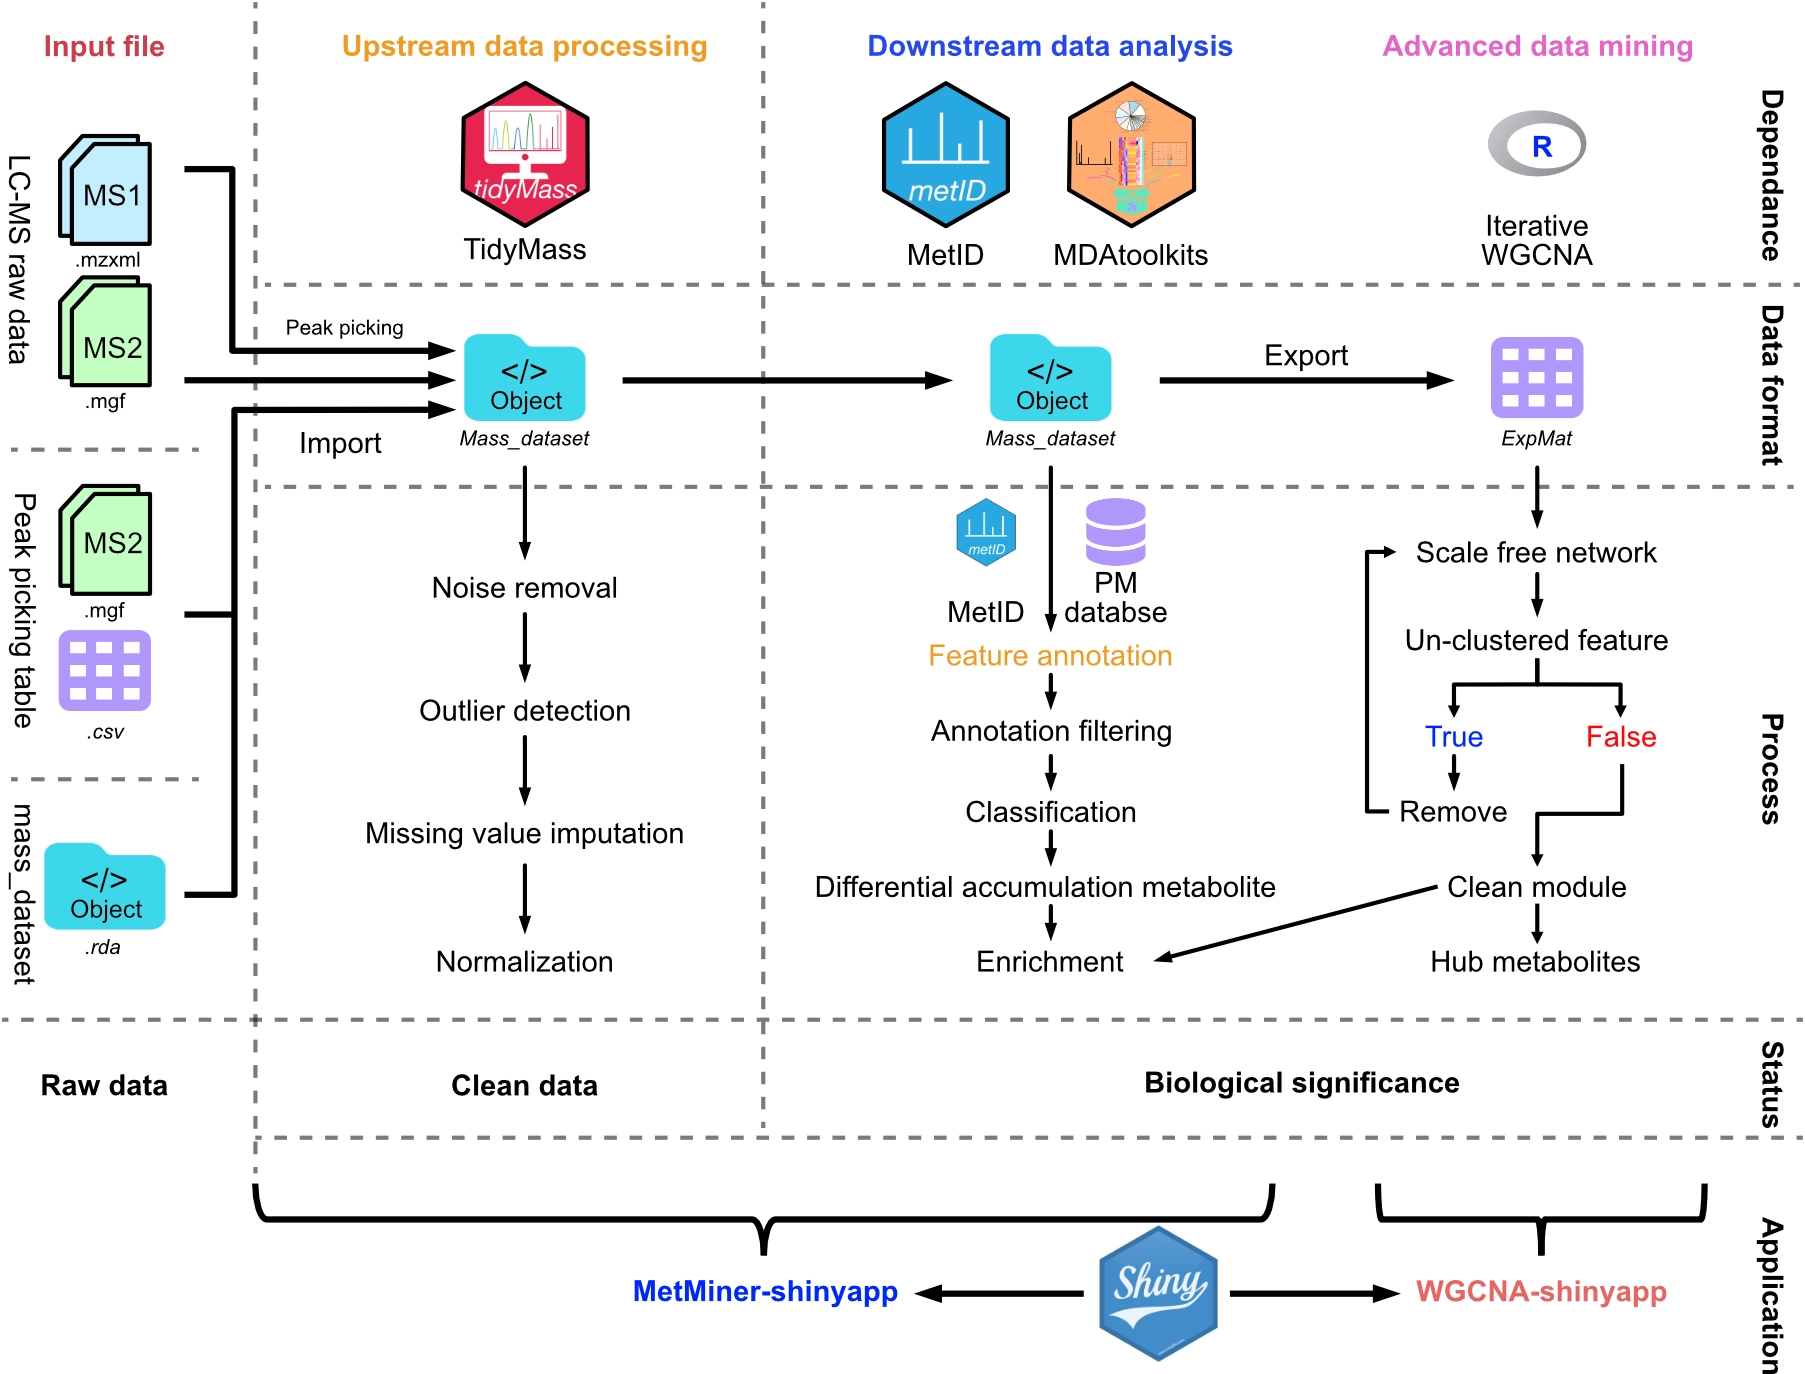 Input file
Upstream data processing
Downstream data analysis
Advanced data mining
Dependance
tidyMass
TidyMass
metID
MetID
MDAtoolkits
R
Iterative
WGCNA
LC-MS raw data
MS1
.mzxml
MS2
.mgf
Peak picking
Import
</>
Object
Mass_dataset
</>
Object
Mass_dataset
Export
ExpMat
Data format
Peak picking table
MS2
.mgf
.csv
mass_dataset
</>
Object
.rda
Noise removal
Outlier detection
Missing value imputation
Normalization
metID
MetID
PM
databse
Feature annotation
Annotation filtering
Classification
Differential accumulation metabolite
Enrichment
Scale free network
Un-clustered feature
True
False
Remove
Clean module
Hub metabolites
Process
Raw data
Clean data
Biological significance
Status
MetMiner-shinyapp
Shiny
WGCNA-shinyapp
Application